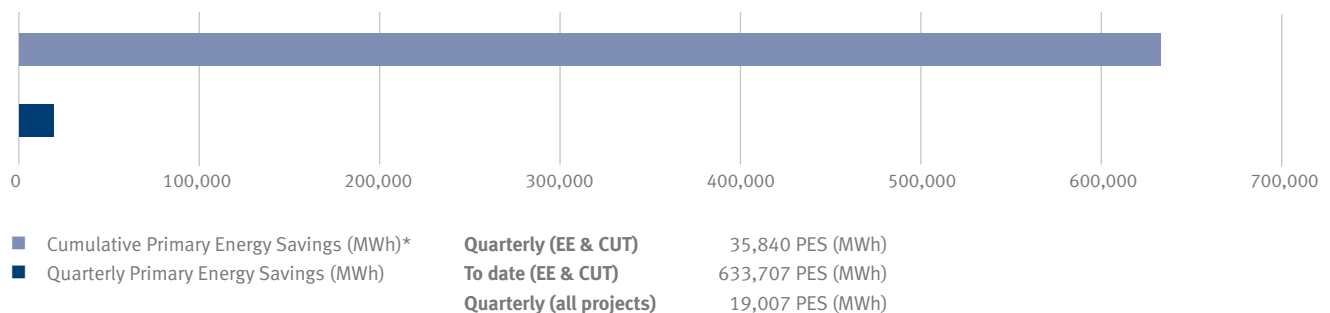 0 100,000 200,000 300,000 400,000 500,000 600,000 700,000
Cumulative Primary Energy Savings (MWh)* Quarterly (EE & CUT) 35,840 PES (MWh)
Quarterly Primary Energy Savings (MWh) To date (EE & CUT) 633,707 PES (MWh)
Quarterly (all projects) 19,007 PES (MWh)